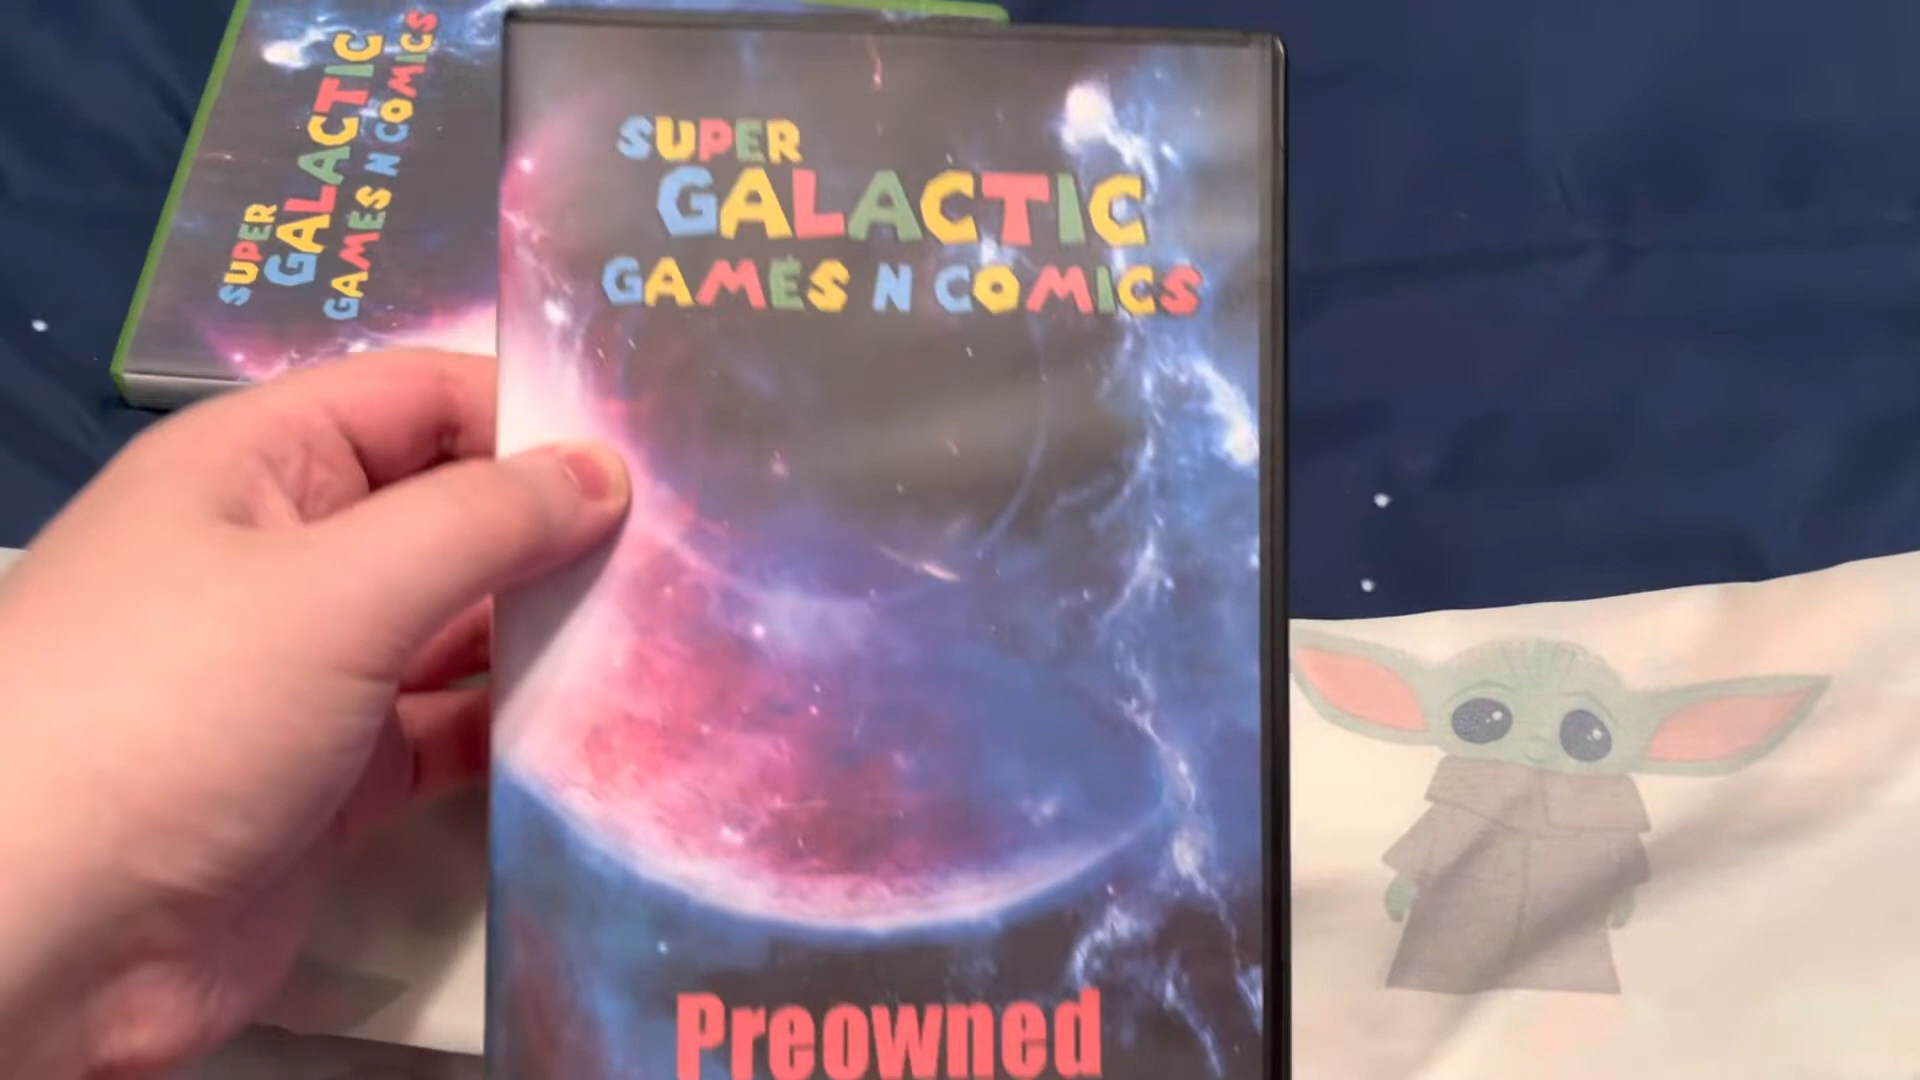 SUPER
GALACTIC
GAMES N COMICS
SUPER
GALACTIC
GAMES N COMICS
Preowned